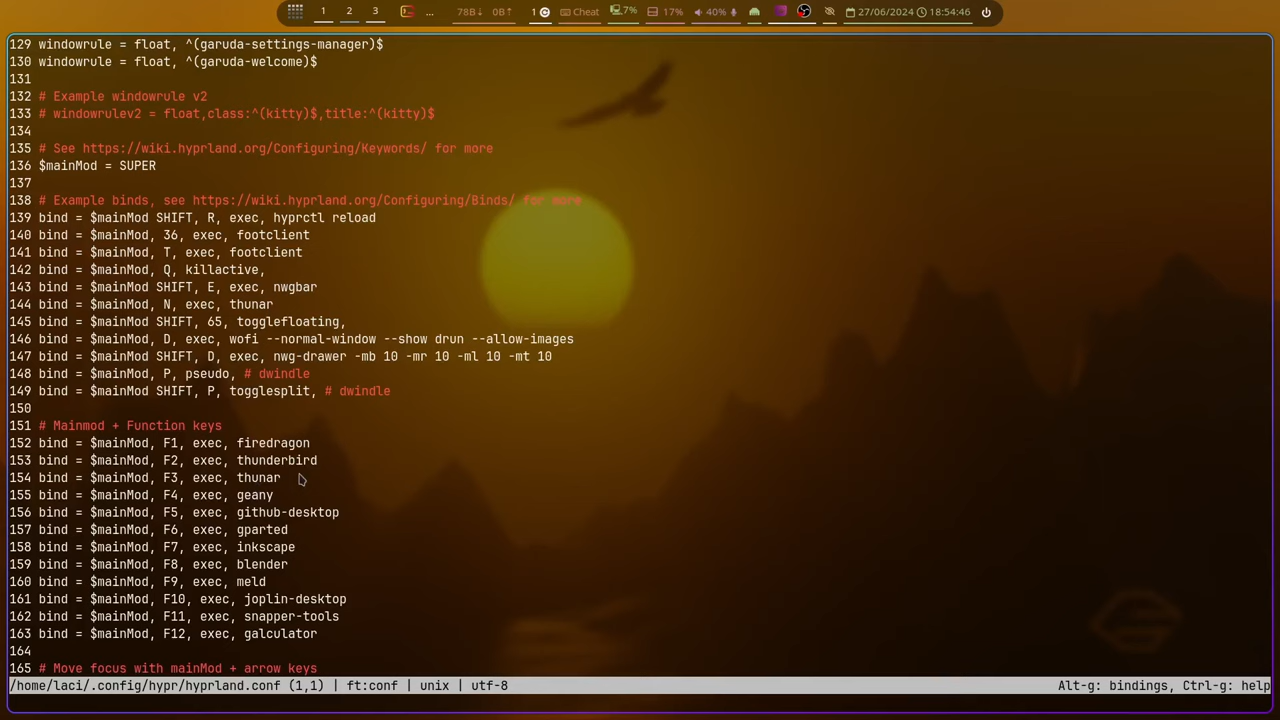 1 2 3 ... 78B↓ 0B↑ 1 Cheat 7% 17% 40% 27/06/2024 18:54:46
129 windowrule = float, ^(garuda-settings-manager)$
130 windowrule = float, ^(garuda-welcome)$
131
132 # Example windowrule v2
133 # windowrulev2 = float,class:^(kitty)$,title:^(kitty)$
134
135 # See https://wiki.hyprland.org/Configuring/Keywords/ for more
136 $mainMod = SUPER
137
138 # Example binds, see https://wiki.hyprland.org/Configuring/Binds/ for more
139 bind = $mainMod SHIFT, R, exec, hyprctl reload
140 bind = $mainMod, 36, exec, footclient
141 bind = $mainMod, T, exec, footclient
142 bind = $mainMod, Q, killactive,
143 bind = $mainMod SHIFT, E, exec, nwgbar
144 bind = $mainMod, N, exec, thunar
145 bind = $mainMod SHIFT, 65, togglefloating,
146 bind = $mainMod, D, exec, wofi --normal-window --show drun --allow-images
147 bind = $mainMod SHIFT, D, exec, nwg-drawer -mb 10 -mr 10 -ml 10 -mt 10
148 bind = $mainMod, P, pseudo, # dwindle
149 bind = $mainMod SHIFT, P, togglesplit, # dwindle
150
151 # Mainmod + Function keys
152 bind = $mainMod, F1, exec, firedragon
153 bind = $mainMod, F2, exec, thunderbird
154 bind = $mainMod, F3, exec, thunar
155 bind = $mainMod, F4, exec, geany
156 bind = $mainMod, F5, exec, github-desktop
157 bind = $mainMod, F6, exec, gparted
158 bind = $mainMod, F7, exec, inkscape
159 bind = $mainMod, F8, exec, blender
160 bind = $mainMod, F9, exec, meld
161 bind = $mainMod, F10, exec, joplin-desktop
162 bind = $mainMod, F11, exec, snapper-tools
163 bind = $mainMod, F12, exec, galculator
164
165 # Move focus with mainMod + arrow keys
/home/laci/.config/hypr/hyprland.conf (1,1) | ft:conf | unix | utf-8 Alt-g: bindings, Ctrl-g: help